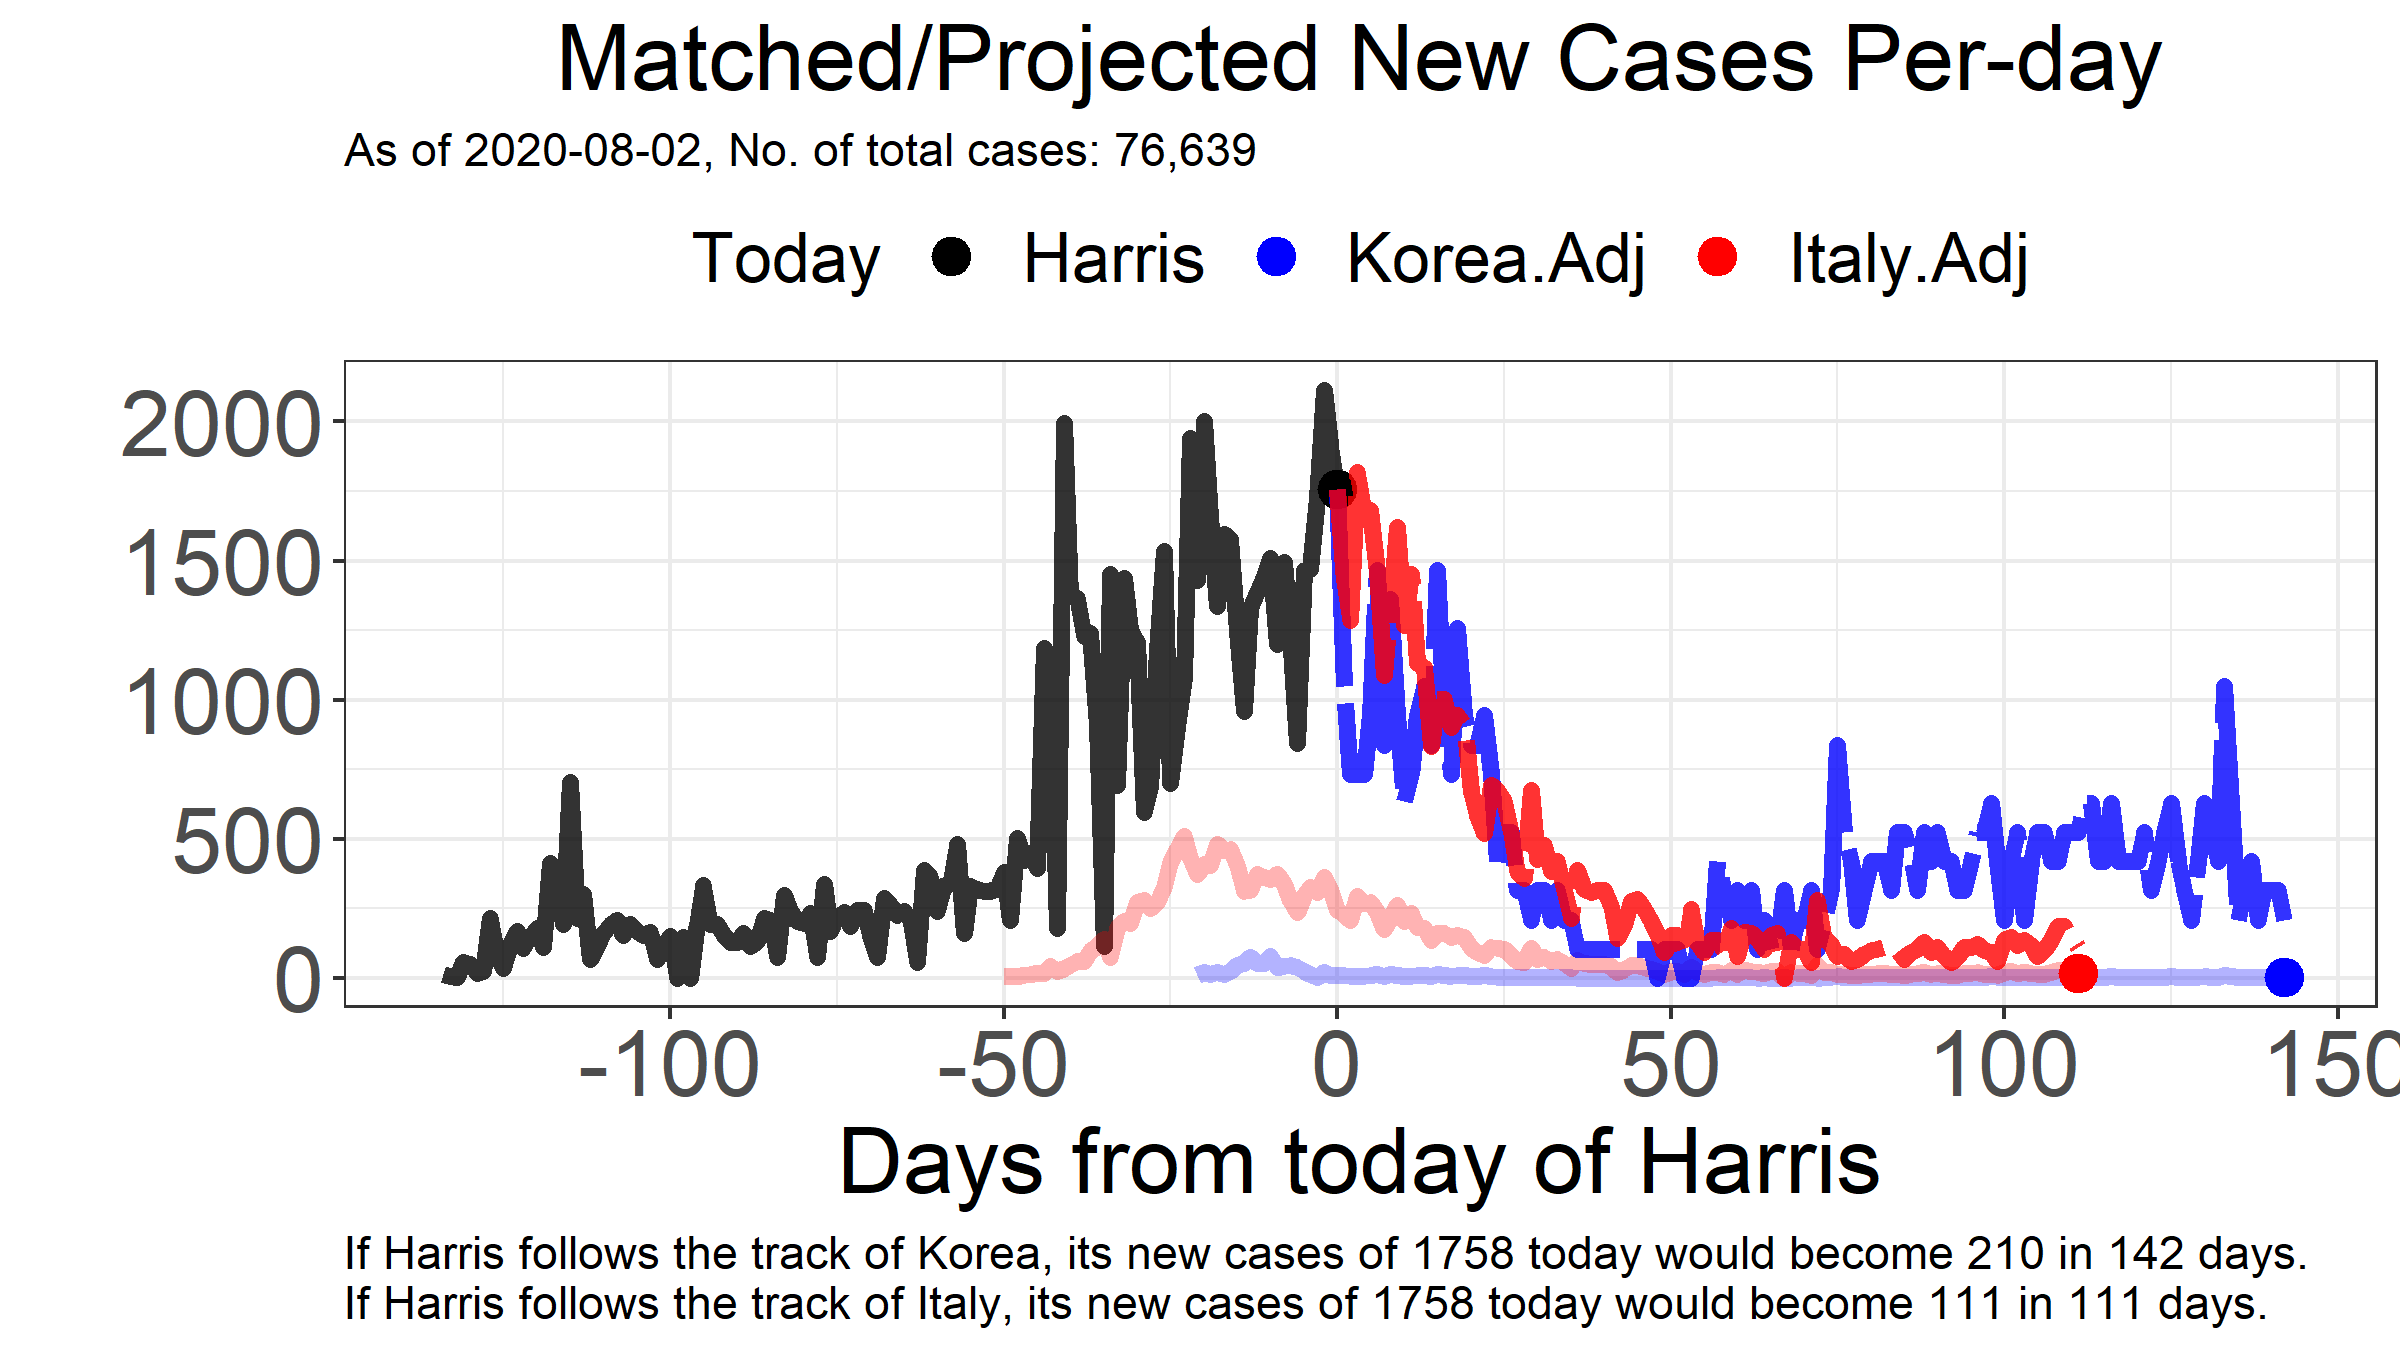 Matched/Projected New Cases Per-day
As of 2020-08-02, No. of total cases: 76,639
Today Harris Korea.Adj Italy.Adj
2000
1500
1000
500
0
-100 -50 0 50 100 150
Days from today of Harris
If Harris follows the track of Korea, its new cases of 1758 today would become 210 in 142 days.
If Harris follows the track of Italy, its new cases of 1758 today would become 111 in 111 days.